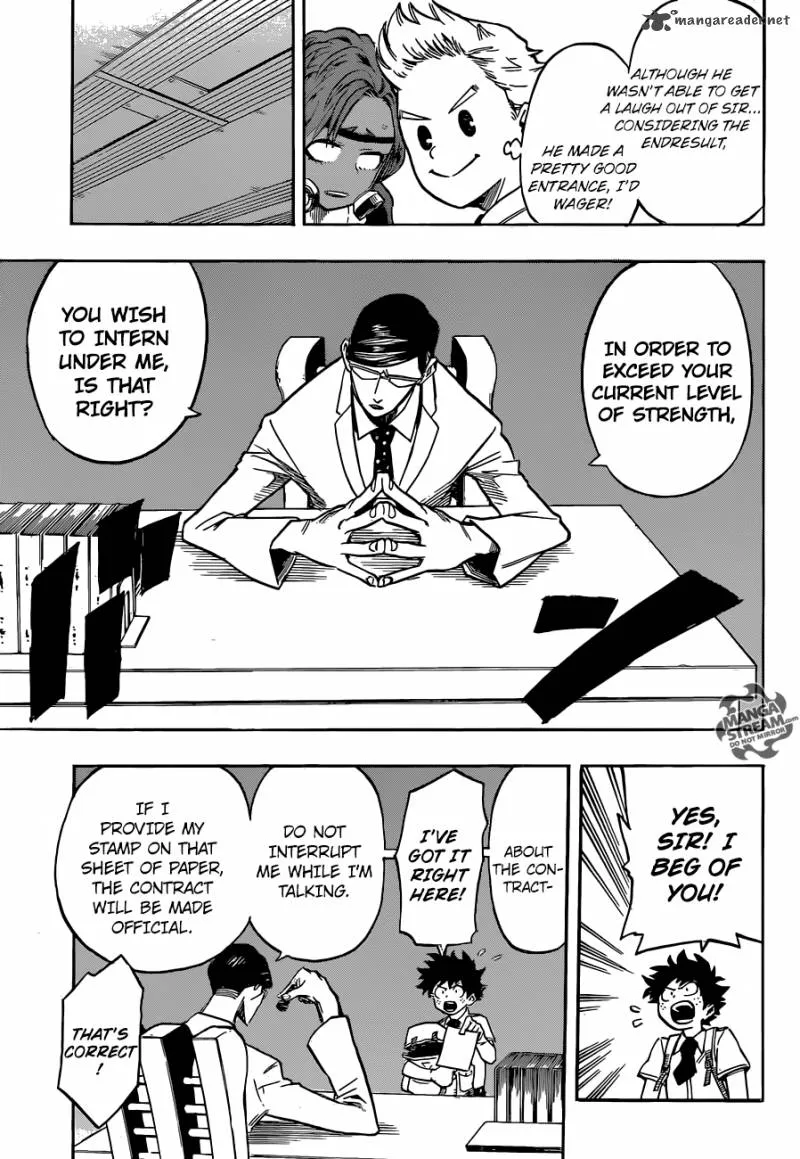 mangareader.net
ALTHOUGH HE
WASN'T ABLE TO GET
A LAUGH OUT OF SIR...
CONSIDERING THE
ENDRESULT,
HE MADE A
PRETTY GOOD
ENTRANCE, I'D
WAGER!
IN ORDER TO
EXCEED YOUR
CURRENT LEVEL
OF STRENGTH,
YOU WISH
TO INTERN
UNDER ME,
IS THAT
RIGHT?
MANGA
STREAM.com
DO NOT MIRROR
YES,
SIR! I
BEG OF
YOU!
ABOUT
THE CON-
TRACT-
I'VE
GOT IT
RIGHT
HERE!
DO NOT
INTERRUPT
ME WHILE I'M
TALKING.
IF I
PROVIDE MY
STAMP ON THAT
SHEET OF PAPER,
THE CONTRACT
WILL BE MADE
OFFICIAL.
THAT'S
CORRECT
!